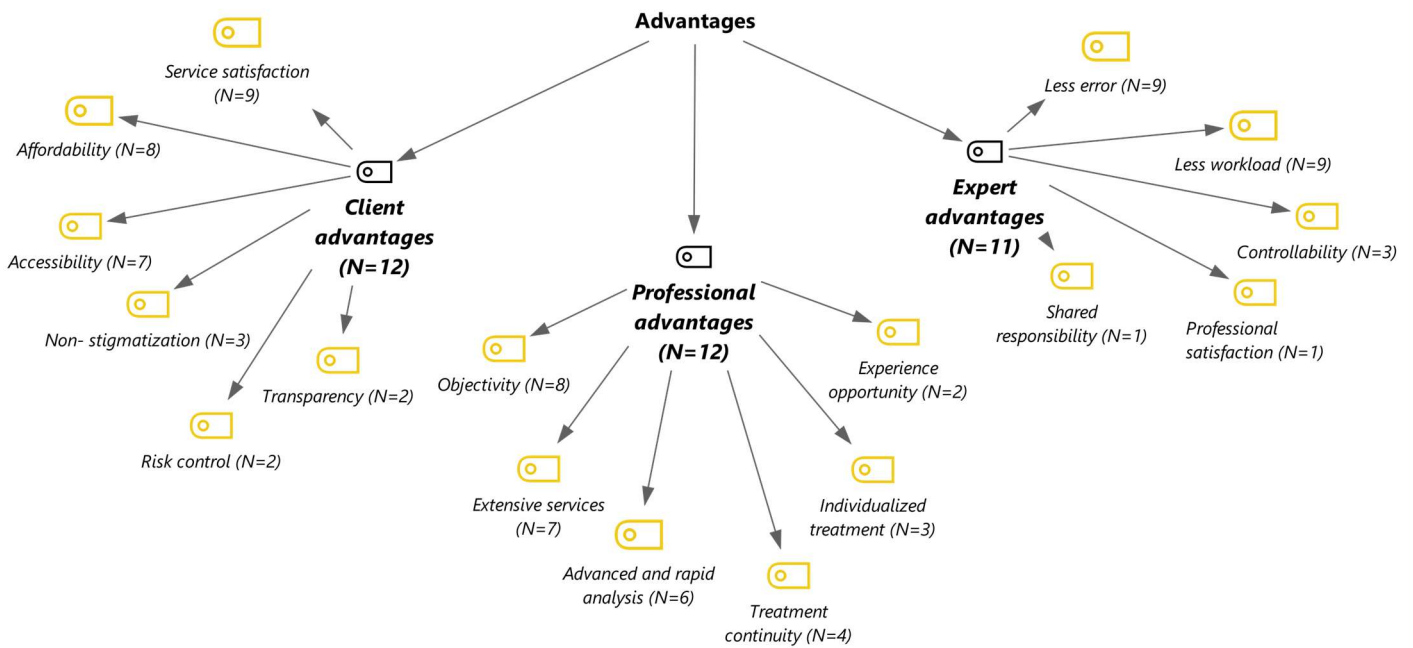 Advantages
Service satisfaction
(N=9)
Affordability (N=8)
Accessibility (N=7)
Non- stigmatization (N=3)
Risk control (N=2)
Transparency (N=2)
Client
advantages
(N=12)
Professional
advantages
(N=12)
Objectivity (N=8)
Extensive services
(N=7)
Advanced and rapid
analysis (N=6)
Treatment
continuity (N=4)
Individualized
treatment (N=3)
Experience
opportunity (N=2)
Expert
advantages
(N=11)
Less error (N=9)
Less workload (N=9)
Controllability (N=3)
Professional
satisfaction (N=1)
Shared
responsibility (N=1)